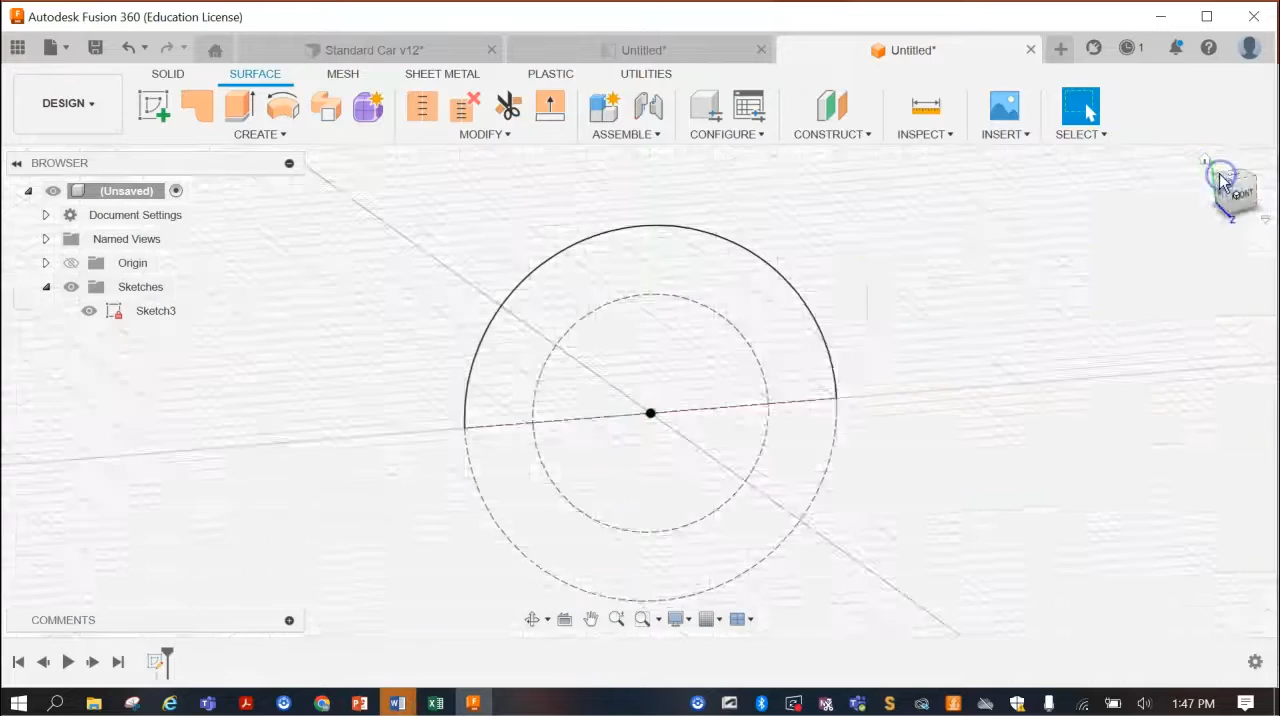 Autodesk Fusion 360 (Education License)
Standard Car v12*
Untitled*
Untitled*
1
DESIGN
SOLID
SURFACE
MESH
SHEET METAL
PLASTIC
UTILITIES
CREATE
MODIFY
ASSEMBLE
CONFIGURE
CONSTRUCT
INSPECT
INSERT
SELECT
BROWSER
(Unsaved)
Document Settings
Named Views
Origin
Sketches
Sketch3
Z
COMMENTS
1:47 PM